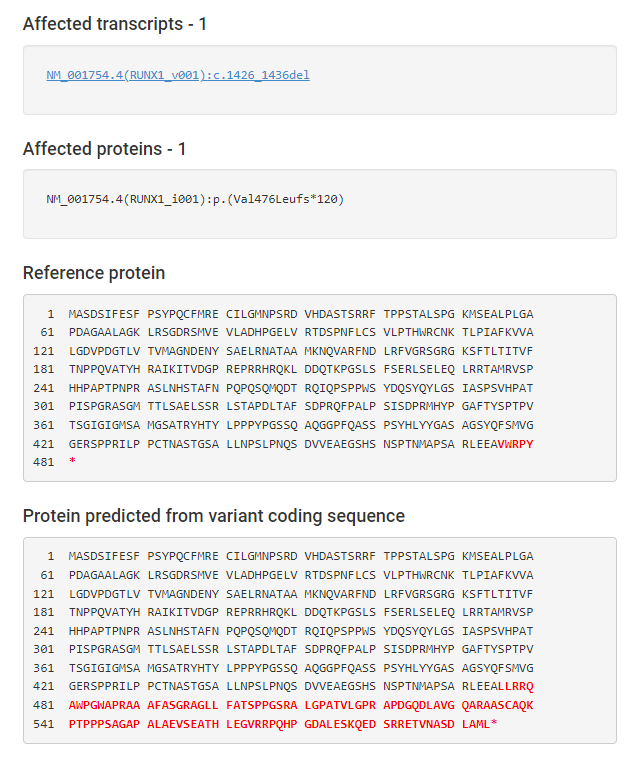 Affected transcripts - 1
NM_001754.4(RUNX1_v001):c.1426_1436del
Affected proteins - 1
NM_001754.4(RUNX1_i001):p.(Val476Leufs*120)
Reference protein
1 MASDSIFESF PSYPQCFMRE CILGMNPSRD VHDASTSRRF TPPSTALSPG KMSEALPLGA
61 PDAGAALAGK LRSGDRSMVE VLADHPGELV RTDSPNFLCS VLPTHWRCNK TLPIAFKVVA
121 LGDVPDGTLV TVMAGNDENY SAELRNATAA MKNQVARFND LRFVGRSGRG KSFTLTITVF
181 TNPPQVATYH RAIKITVDGP REPRRHRQKL DDQTKPGSLS FSERLSELEQ LRRTAMRVSP
241 HHPAPTPNPR ASLNHSTAFN PQPQSQMQDT RQIQPSPPWS YDQSYQYLGS IASPSVHPAT
301 PISPGRASGM TTLSAELSSR LSTAPDLTAF SDPRQFPALP SISDPRMHYP GAFTYSPTPV
361 TSGIGIGMSA MGSATRYHTY LPPPYPGSSQ AQGGPFQASS PSYHLYYGAS AGSYQFSMVG
421 GERSPPRILP PCTNASTGSA LLNPSLPNQS DVVEAEGSHS NSPTNMAPSA RLEEAVWRPY
481 *
Protein predicted from variant coding sequence
1 MASDSIFESF PSYPQCFMRE CILGMNPSRD VHDASTSRRF TPPSTALSPG KMSEALPLGA
61 PDAGAALAGK LRSGDRSMVE VLADHPGELV RTDSPNFLCS VLPTHWRCNK TLPIAFKVVA
121 LGDVPDGTLV TVMAGNDENY SAELRNATAA MKNQVARFND LRFVGRSGRG KSFTLTITVF
181 TNPPQVATYH RAIKITVDGP REPRRHRQKL DDQTKPGSLS FSERLSELEQ LRRTAMRVSP
241 HHPAPTPNPR ASLNHSTAFN PQPQSQMQDT RQIQPSPPWS YDQSYQYLGS IASPSVHPAT
301 PISPGRASGM TTLSAELSSR LSTAPDLTAF SDPRQFPALP SISDPRMHYP GAFTYSPTPV
361 TSGIGIGMSA MGSATRYHTY LPPPYPGSSQ AQGGPFQASS PSYHLYYGAS AGSYQFSMVG
421 GERSPPRILP PCTNASTGSA LLNPSLPNQS DVVEAEGSHS NSPTNMAPSA RLEEALLRRQ
481 AWPGWAPRAA AFASGRAGLL FATSPPGSRA LGPATVLGPR APDGQDLAVG QARAASCAQK
541 PTPPPSAGAP ALAEVSEATH LEGVRRPQHP GDALESKQED SRRETVNASD LAML*